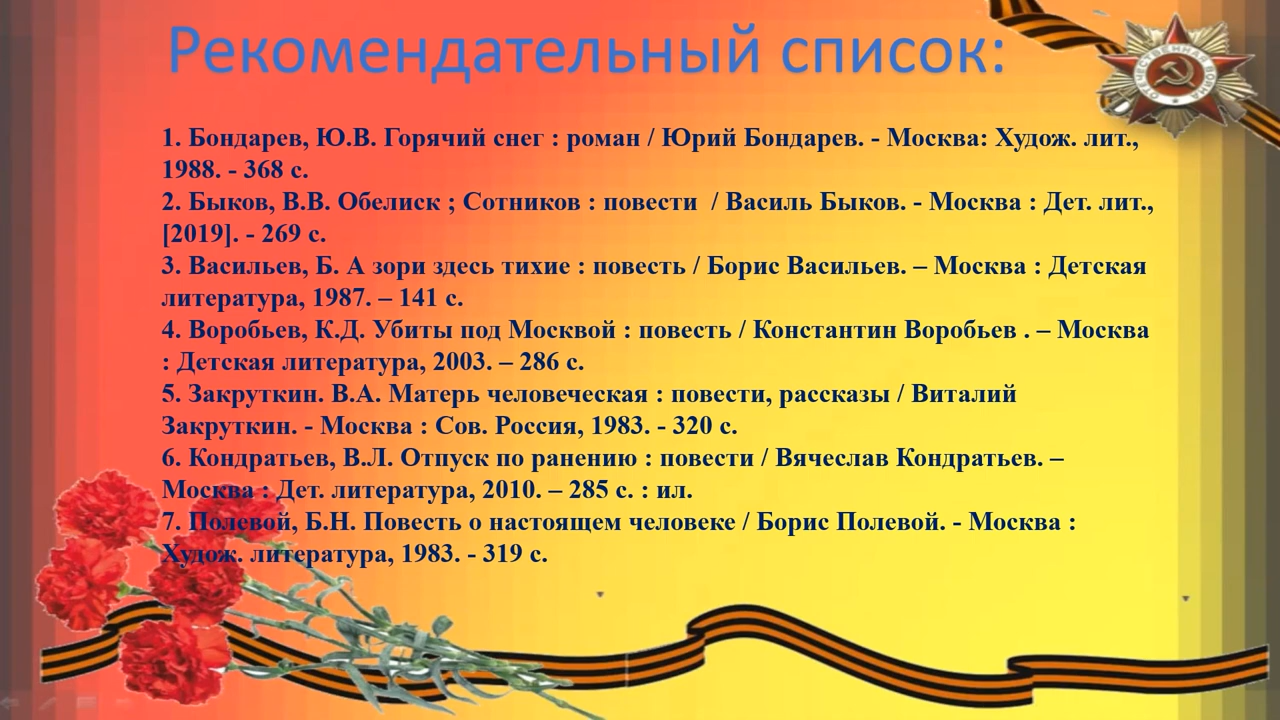 Рекомендательный список:
ОТЕЧЕСТВЕННАЯ ВОЙНА
1. Бондарев, Ю.В. Горячий снег : роман / Юрий Бондарев. - Москва: Худож. лит.,
1988. - 368 с.
2. Быков, В.В. Обелиск ; Сотников : повести  / Василь Быков. - Москва : Дет. лит.,
[2019]. - 269 с.
3. Васильев, Б. А зори здесь тихие : повесть / Борис Васильев. – Москва : Детская
литература, 1987. – 141 с.
4. Воробьев, К.Д. Убиты под Москвой : повесть / Константин Воробьев . – Москва
: Детская литература, 2003. – 286 с.
5. Закруткин. В.А. Матерь человеческая : повести, рассказы / Виталий
Закруткин. - Москва : Сов. Россия, 1983. - 320 с.
6. Кондратьев, В.Л. Отпуск по ранению : повести / Вячеслав Кондратьев. –
Москва : Дет. литература, 2010. – 285 с. : ил.
7. Полевой, Б.Н. Повесть о настоящем человеке / Борис Полевой. - Москва :
Худож. литература, 1983. - 319 с.